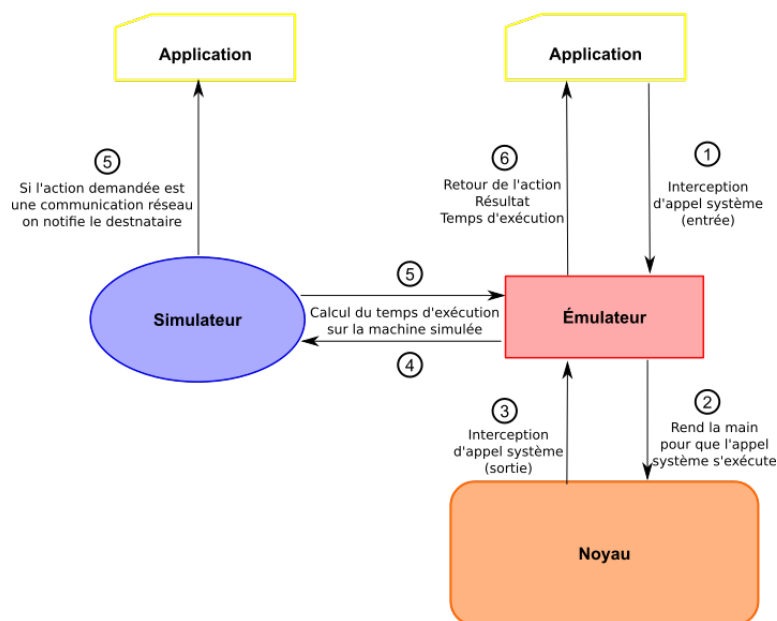 Application
Application
5
Si l'action demandée est
une communication réseau
on notifie le destnataire
6
Retour de l'action
Résultat
Temps d'exécution
1
Interception
d'appel système
(entrée)
Simulateur
5
Calcul du temps d'exécution
sur la machine simulée
4
Émulateur
3
Interception
d'appel système
(sortie)
2
Rend la main
pour que l'appel
système s'exécute
Noyau